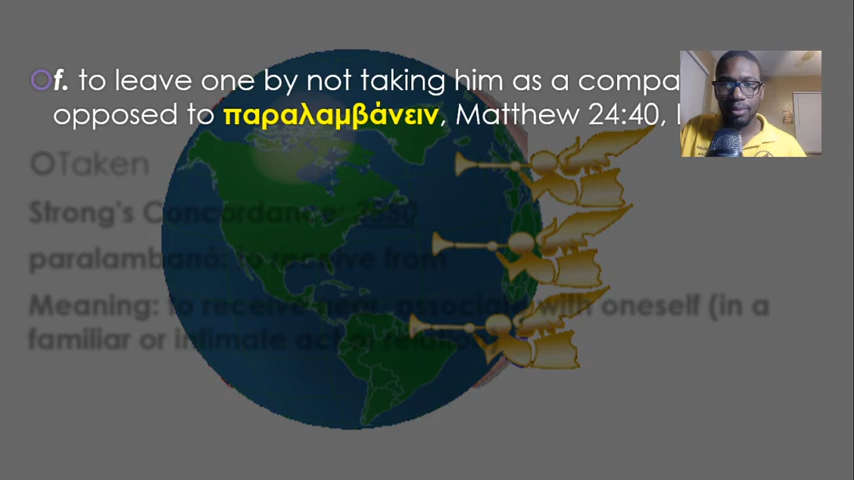 f. to leave one by not taking him as a compa
opposed to παραλαμβάνειν, Matthew 24:40,
Taken
Strong's Concordance: 3880
paralambanó: to receive from
Meaning: to receive near, associate with oneself (in a
familiar or intimate act or